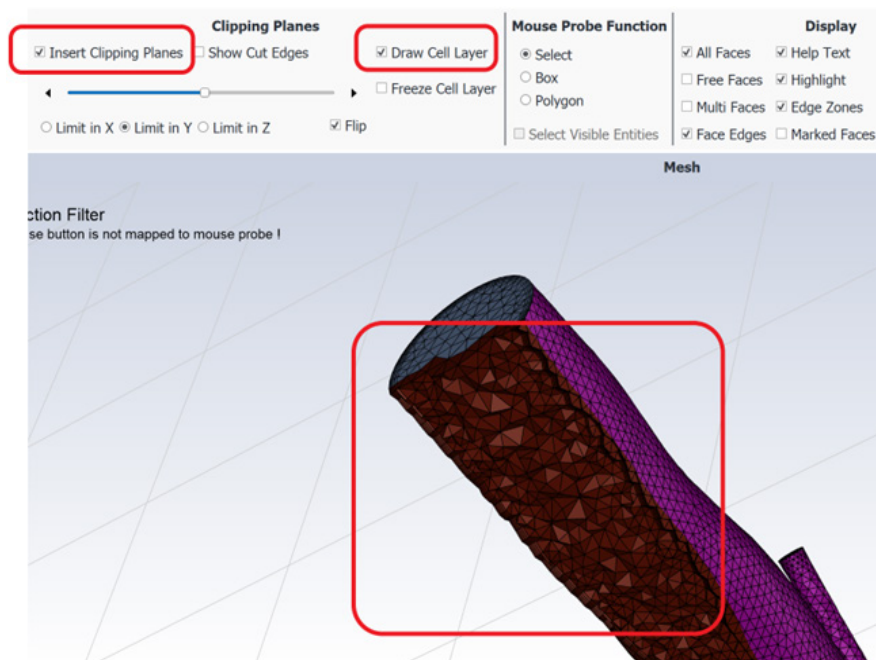 Clipping Planes
Insert Clipping Planes
Show Cut Edges
Draw Cell Layer
Freeze Cell Layer
Limit in X
Limit in Y
Limit in Z
Flip
Mouse Probe Function
Select
Box
Polygon
Select Visible Entities
Display
All Faces
Help Text
Free Faces
Highlight
Multi Faces
Edge Zones
Face Edges
Marked Faces
Mesh
ction Filter
se button is not mapped to mouse probe !